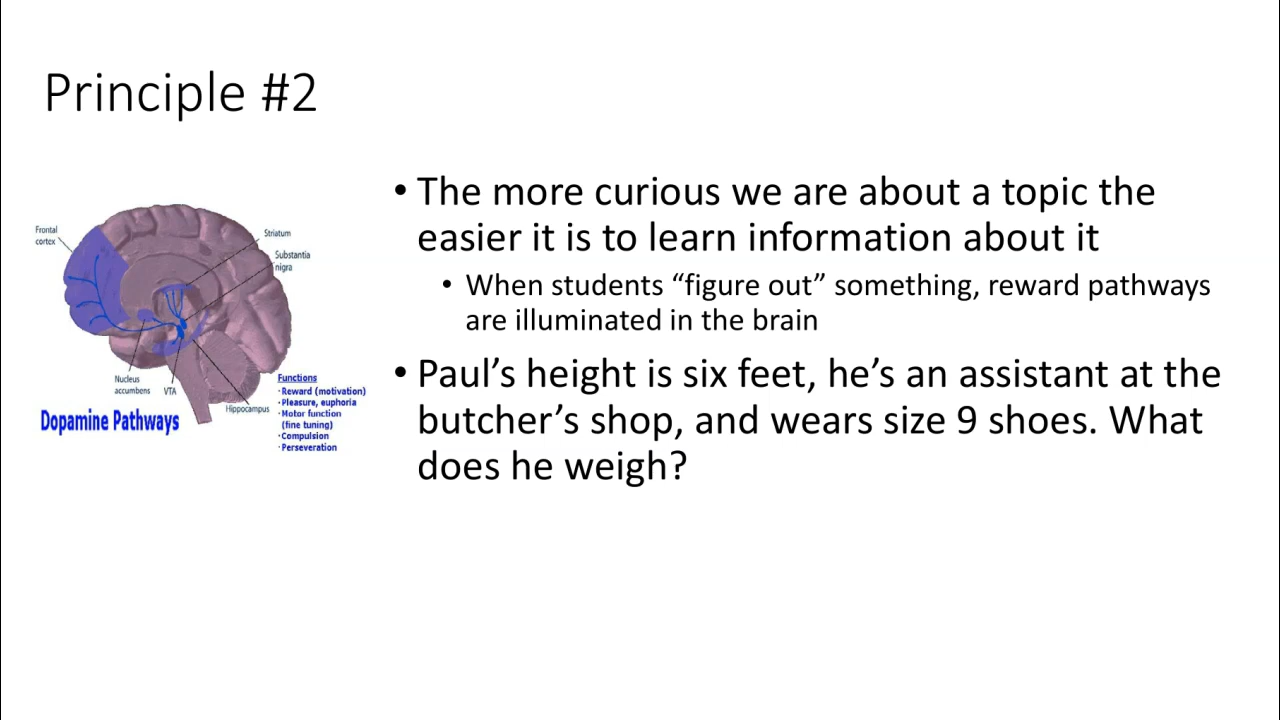 Principle #2
Frontal
cortex
Striatum
Substantia
nigra
Nucleus
accumbens
VTA
Hippocampus
Functions
·Reward (motivation)
·Pleasure, euphoria
·Motor function
(fine tuning)
·Compulsion
·Perseveration
Dopamine Pathways
• The more curious we are about a topic the
easier it is to learn information about it
• When students “figure out” something, reward pathways
are illuminated in the brain
• Paul’s height is six feet, he’s an assistant at the
butcher’s shop, and wears size 9 shoes. What
does he weigh?